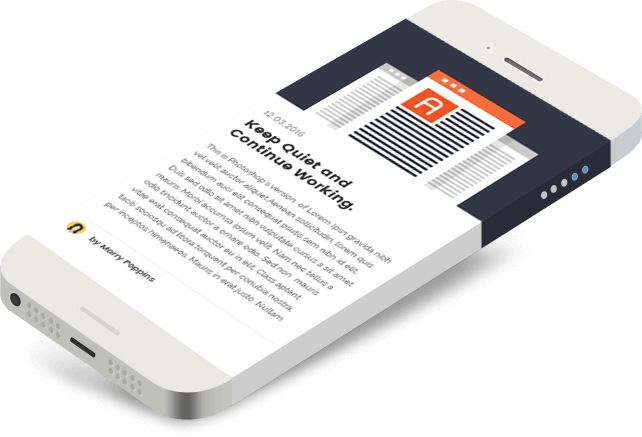 A
12.03.2016
Keep Quiet and
Continue Working.
This is Photoshop's version of Lorem ipsn gravida nibh
vel velit auctor aliquet.Aenean sollicitudin, lorem quis
bibendum auci elit consequat psutis sem nibh id elit.
Duis sed odio sit amet nibh vulputate cursus a sit amet
mauris. Morbi accumsa ipsum velit. Nam nec tellus a
odio tincidunt auctor a ornare odio. Sed non mauris
vitae erat consequat auctor eu in elit. Class aptent
taciti sociosqu ad litora torquent per conubia nostra,
per inceptos himenaeos. Mauris in erat justo. Nullam
by Morry Poppins